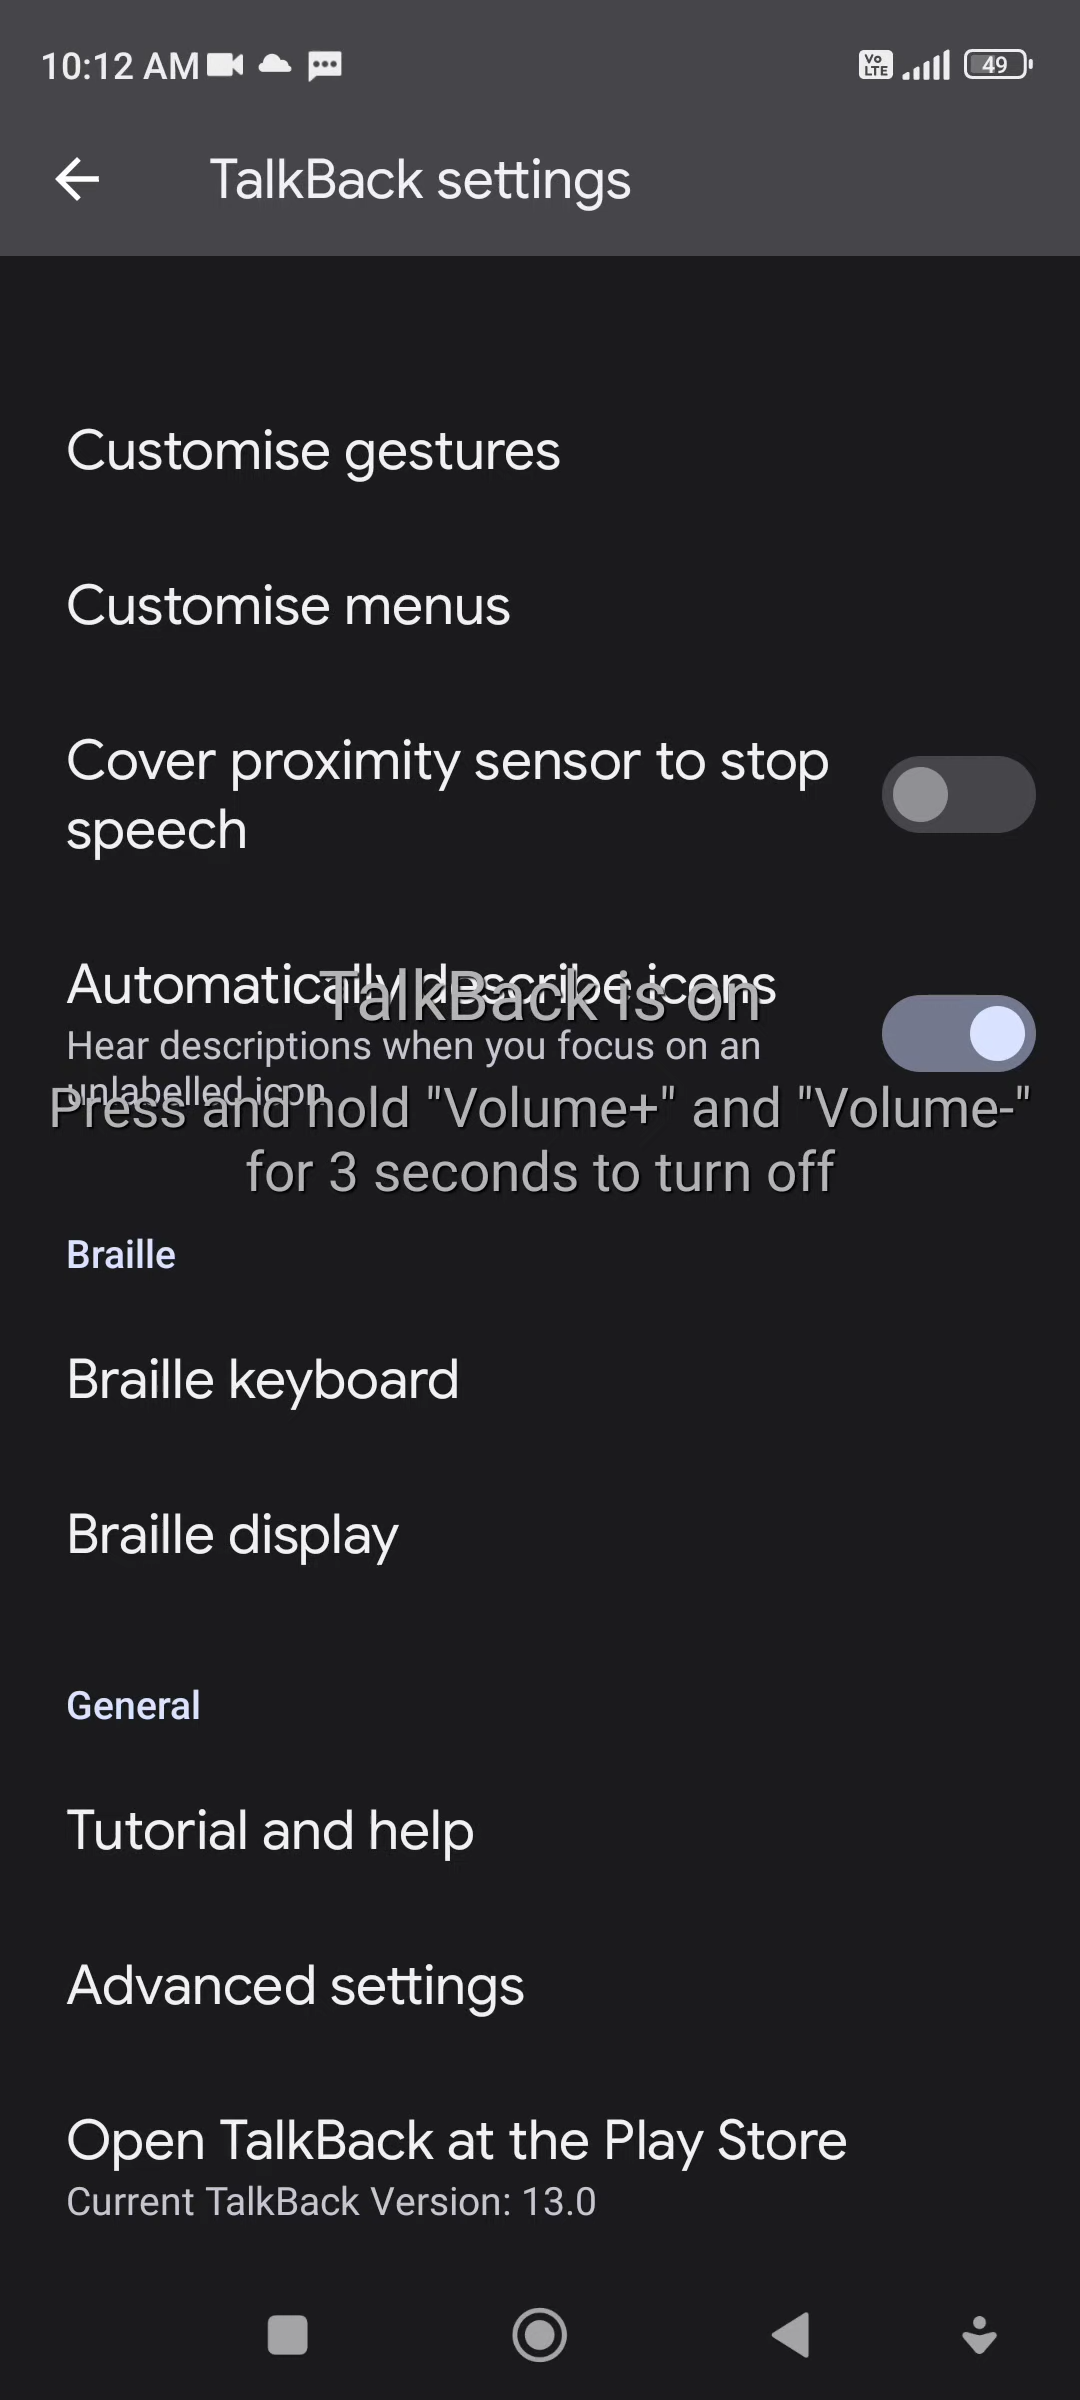 10:12 AM
Vo LTE
49
TalkBack settings
Customise gestures
Customise menus
Cover proximity sensor to stop
speech
Automatically describe icons
TalkBack is on
Hear descriptions when you focus on an
unlabelled icon
Press and hold "Volume+" and "Volume-"
for 3 seconds to turn off
Braille
Braille keyboard
Braille display
General
Tutorial and help
Advanced settings
Open TalkBack at the Play Store
Current TalkBack Version: 13.0